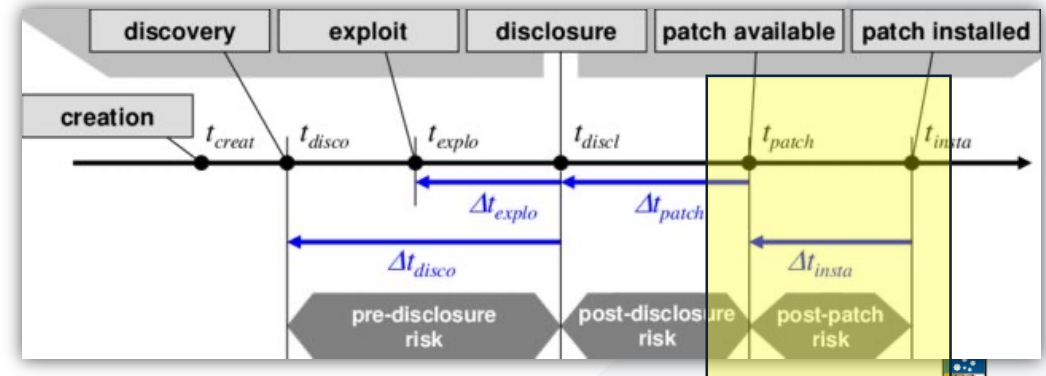 discovery exploit disclosure patch available patch installed
creation
t_creat t_disco t_explo t_discl t_patch t_insta
Δt_explo Δt_patch
Δt_disco Δt_insta
pre-disclosure post-disclosure post-patch
risk risk risk